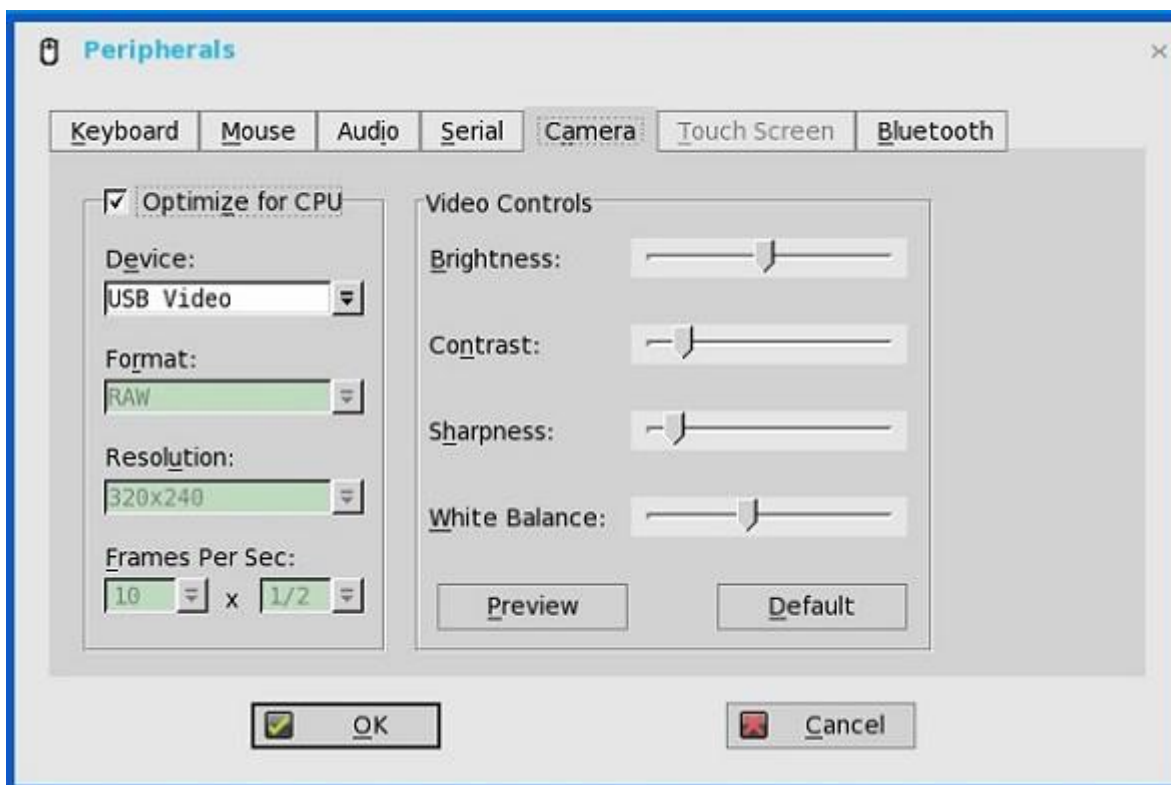 Peripherals
Keyboard Mouse Audio Serial Camera Touch Screen Bluetooth
Optimize for CPU
Device:
USB Video
Format:
RAW
Resolution:
320x240
Frames Per Sec:
10 x 1/2
Video Controls
Brightness:
Contrast:
Sharpness:
White Balance:
Preview Default
OK Cancel